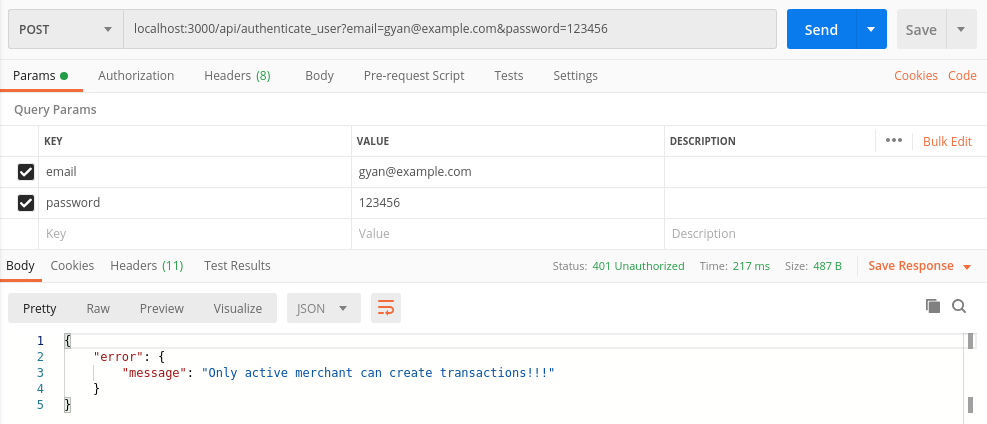 POST localhost:3000/api/authenticate_user?email=gyan@example.com&password=123456 Send Save
Params Authorization Headers (8) Body Pre-request Script Tests Settings Cookies Code
Query Params
KEY VALUE DESCRIPTION ••• Bulk Edit
email gyan@example.com
password 123456
Key Value Description
Body Cookies Headers (11) Test Results Status: 401 Unauthorized Time: 217 ms Size: 487 B Save Response
Pretty Raw Preview Visualize JSON
1 {
2 "error": {
3 "message": "Only active merchant can create transactions!!!"
4 }
5 }